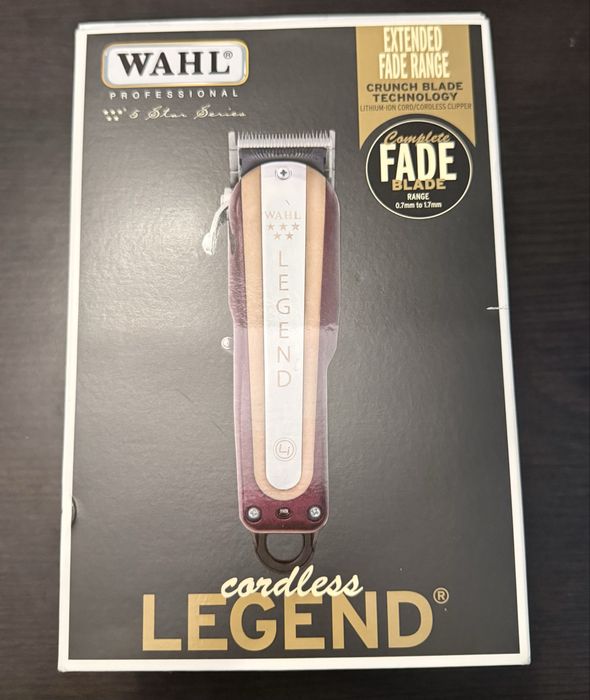 WAHL®
PROFESSIONAL
5 Star Series
EXTENDED
FADE RANGE
CRUNCH BLADE
TECHNOLOGY
LITHIUM-ION CORD/CORDLESS CLIPPER
Complete
FADE
BLADE
RANGE
0.7mm to 1.7mm
WAHL
LEGEND
Li
cordless
LEGEND®